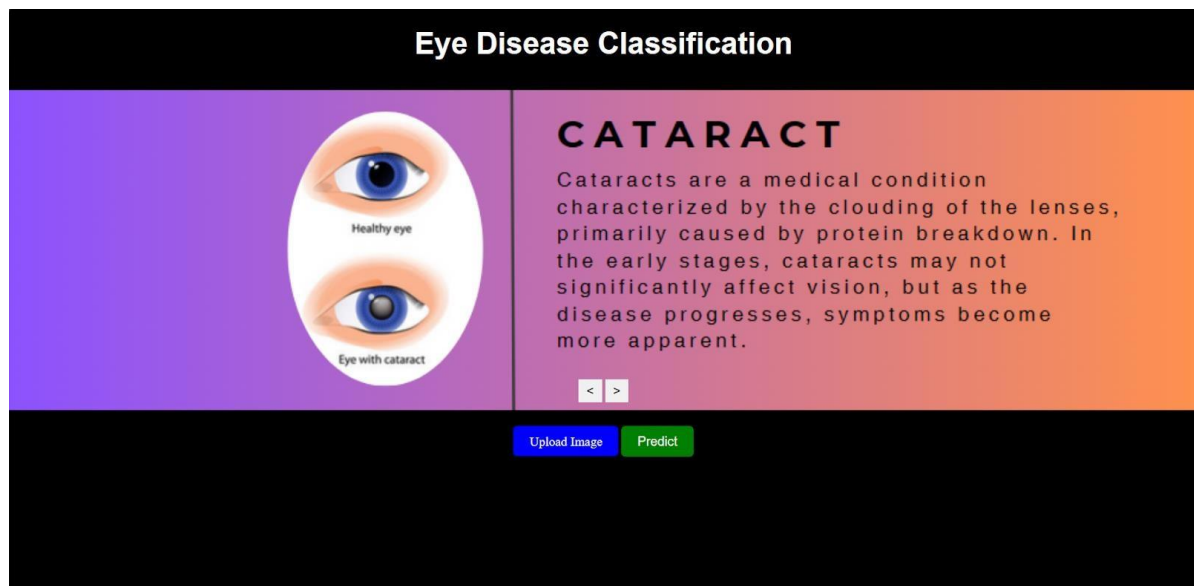 Eye Disease Classification
Healthy eye
Eye with cataract
CATARACT
Cataracts are a medical condition
characterized by the clouding of the lenses,
primarily caused by protein breakdown. In
the early stages, cataracts may not
significantly affect vision, but as the
disease progresses, symptoms become
more apparent.
< >
Upload Image Predict